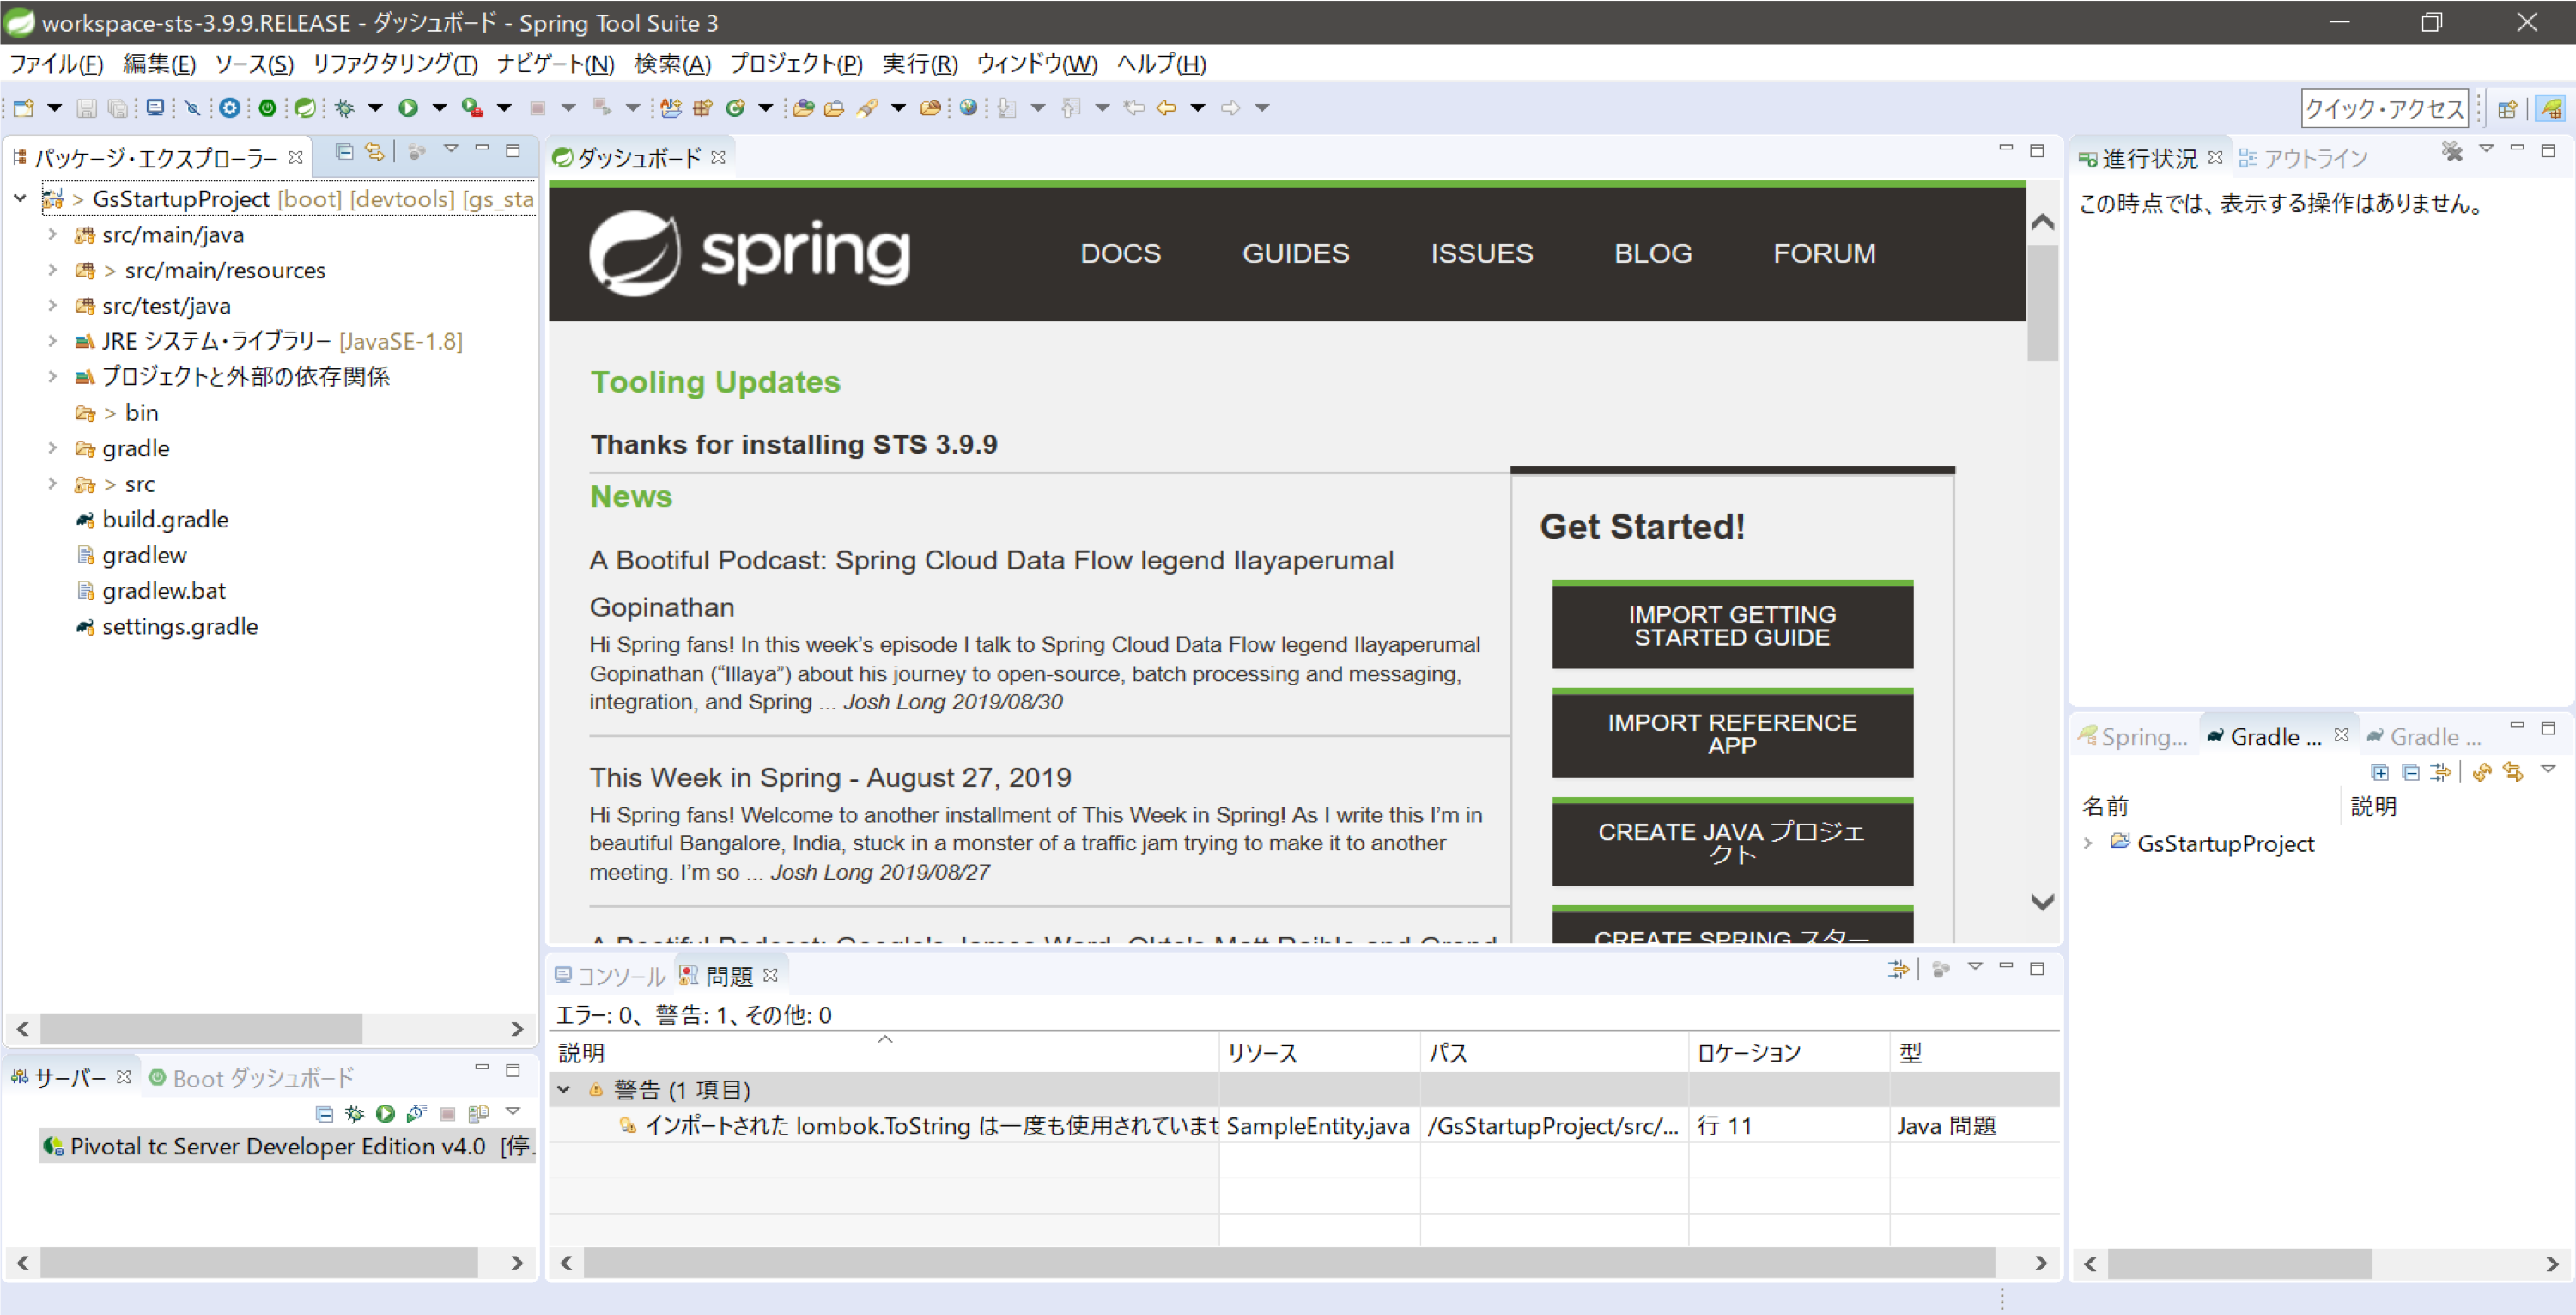 workspace-sts-3.9.9.RELEASE - ダッシュボード - Spring Tool Suite 3
ファイル(F) 編集(E) ソース(S) リファクタリング(T) ナビゲート(N) 検索(A) プロジェクト(P) 実行(R) ウィンドウ(W) ヘルプ(H)
クイック・アクセス
パッケージ・エクスプローラー
> GsStartupProject [boot] [devtools] [gs_sta
src/main/java
> src/main/resources
src/test/java
JRE システム・ライブラリー [JavaSE-1.8]
プロジェクトと外部の依存関係
> bin
gradle
> src
build.gradle
gradlew
gradlew.bat
settings.gradle
サーバー Boot ダッシュボード
Pivotal tc Server Developer Edition v4.0 [停
ダッシュボード
spring
DOCS GUIDES ISSUES BLOG FORUM
Tooling Updates
Thanks for installing STS 3.9.9
News
A Bootiful Podcast: Spring Cloud Data Flow legend Ilayaperumal
Gopinathan
Hi Spring fans! In this week's episode I talk to Spring Cloud Data Flow legend Ilayaperumal
Gopinathan (“Illaya”) about his journey to open-source, batch processing and messaging,
integration, and Spring ... Josh Long 2019/08/30
This Week in Spring - August 27, 2019
Hi Spring fans! Welcome to another installment of This Week in Spring! As I write this I'm in
beautiful Bangalore, India, stuck in a monster of a traffic jam trying to make it to another
meeting. I'm so ... Josh Long 2019/08/27
A Bootiful Podcast: Google's James Ward, Okta's Matt Raible and Grand
Get Started!
IMPORT GETTING
STARTED GUIDE
IMPORT REFERENCE
APP
CREATE JAVA プロジェ
クト
CREATE SPRING スター
コンソール 問題
エラー: 0、警告: 1、その他: 0
説明 リソース パス ロケーション 型
警告 (1 項目)
インポートされた lombok.ToString は一度も使用されていませ SampleEntity.java /GsStartupProject/src/... 行 11 Java 問題
進行状況 アウトライン
この時点では、表示する操作はありません。
Spring... Gradle ... Gradle ...
名前 説明
GsStartupProject